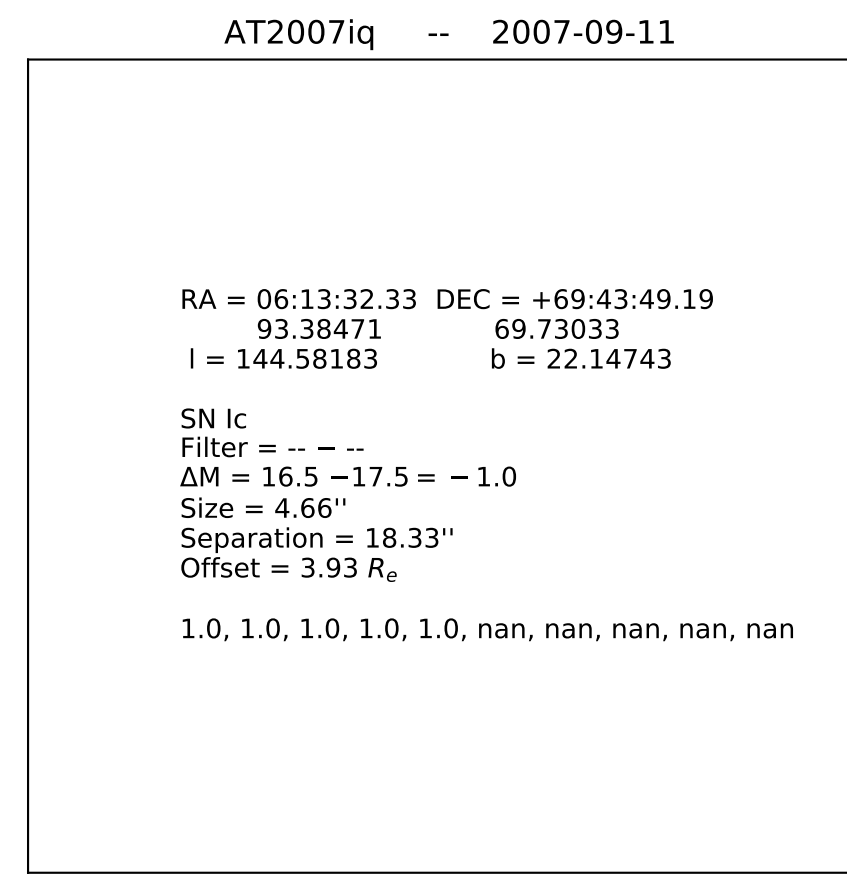 AT2007iq -- 2007-09-11
RA = 06:13:32.33 DEC = +69:43:49.19
93.38471 69.73033
l = 144.58183 b = 22.14743
SN Ic
Filter = -- − --
ΔM = 16.5 −17.5 = − 1.0
Size = 4.66''
Separation = 18.33''
Offset = 3.93 Re
1.0, 1.0, 1.0, 1.0, 1.0, nan, nan, nan, nan, nan